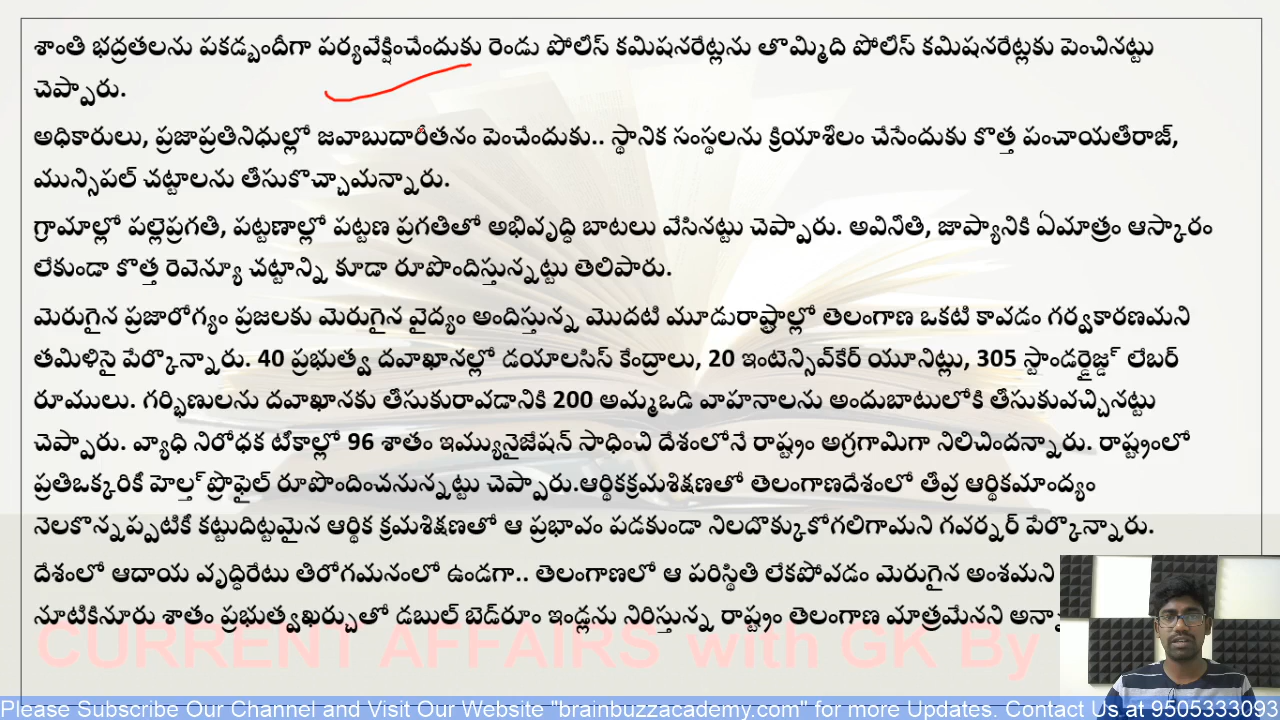 శాంతి భద్రతలను పకడ్బందీగా పర్యవేక్షించేందుకు రెండు పోలీస్ కమిషనరేట్లను తొమ్మిది పోలీస్ కమిషనరేట్లకు పెంచినట్టు
చెప్పారు.
అధికారులు, ప్రజాప్రతినిధుల్లో జవాబుదారీతనం పెంచేందుకు.. స్థానిక సంస్థలను క్రియాశీలం చేసేందుకు కొత్త పంచాయతీరాజ్,
మున్సిపల్ చట్టాలను తీసుకొచ్చామన్నారు.
గ్రామాల్లో పల్లెప్రగతి, పట్టణాల్లో పట్టణ ప్రగతితో అభివృద్ధి బాటలు వేసినట్టు చెప్పారు. అవినీతి, జాప్యానికి ఏమాత్రం ఆస్కారం
లేకుండా కొత్త రెవెన్యూ చట్టాన్ని కూడా రూపొందిస్తున్నట్టు తెలిపారు.
మెరుగైన ప్రజారోగ్యం ప్రజలకు మెరుగైన వైద్యం అందిస్తున్న మొదటి మూడురాష్ట్రాల్లో తెలంగాణ ఒకటి కావడం గర్వకారణమని
తమిళిసై పేర్కొన్నారు. 40 ప్రభుత్వ దవాఖానల్లో డయాలసిస్ కేంద్రాలు, 20 ఇంటెన్సివ్‌కేర్ యూనిట్లు, 305 స్టాండర్డైజ్డ్ లేబర్
రూములు. గర్భిణులను దవాఖానకు తీసుకురావడానికి 200 అమ్మఒడి వాహనాలను అందుబాటులోకి తీసుకువచ్చినట్టు
చెప్పారు. వ్యాధి నిరోధక టీకాల్లో 96 శాతం ఇమ్యునైజేషన్ సాధించి దేశంలోనే రాష్ట్రం అగ్రగామిగా నిలిచిందన్నారు. రాష్ట్రంలో
ప్రతిఒక్కరికీ హెల్త్ ప్రొఫైల్ రూపొందించనున్నట్టు చెప్పారు.ఆర్థికక్రమశిక్షణతో తెలంగాణదేశంలో తీవ్ర ఆర్థికమాంద్యం
నెలకొన్నప్పటికీ కట్టుదిట్టమైన ఆర్థిక క్రమశిక్షణతో ఆ ప్రభావం పడకుండా నిలదొక్కుకోగలిగామని గవర్నర్ పేర్కొన్నారు.
దేశంలో ఆదాయ వృద్ధిరేటు తిరోగమనంలో ఉండగా.. తెలంగాణలో ఆ పరిస్థితి లేకపోవడం మెరుగైన అంశమని
నూటికినూరు శాతం ప్రభుత్వఖర్చుతో డబుల్ బెడ్‌రూం ఇండ్లను నిరిస్తున్న రాష్ట్రం తెలంగాణ మాత్రమేనని
CURRENT AFFAIRS with GK By
Please Subscribe Our Channel and Visit Our Website "brainbuzzacademy.com" for more Updates. Contact Us at 9505333093